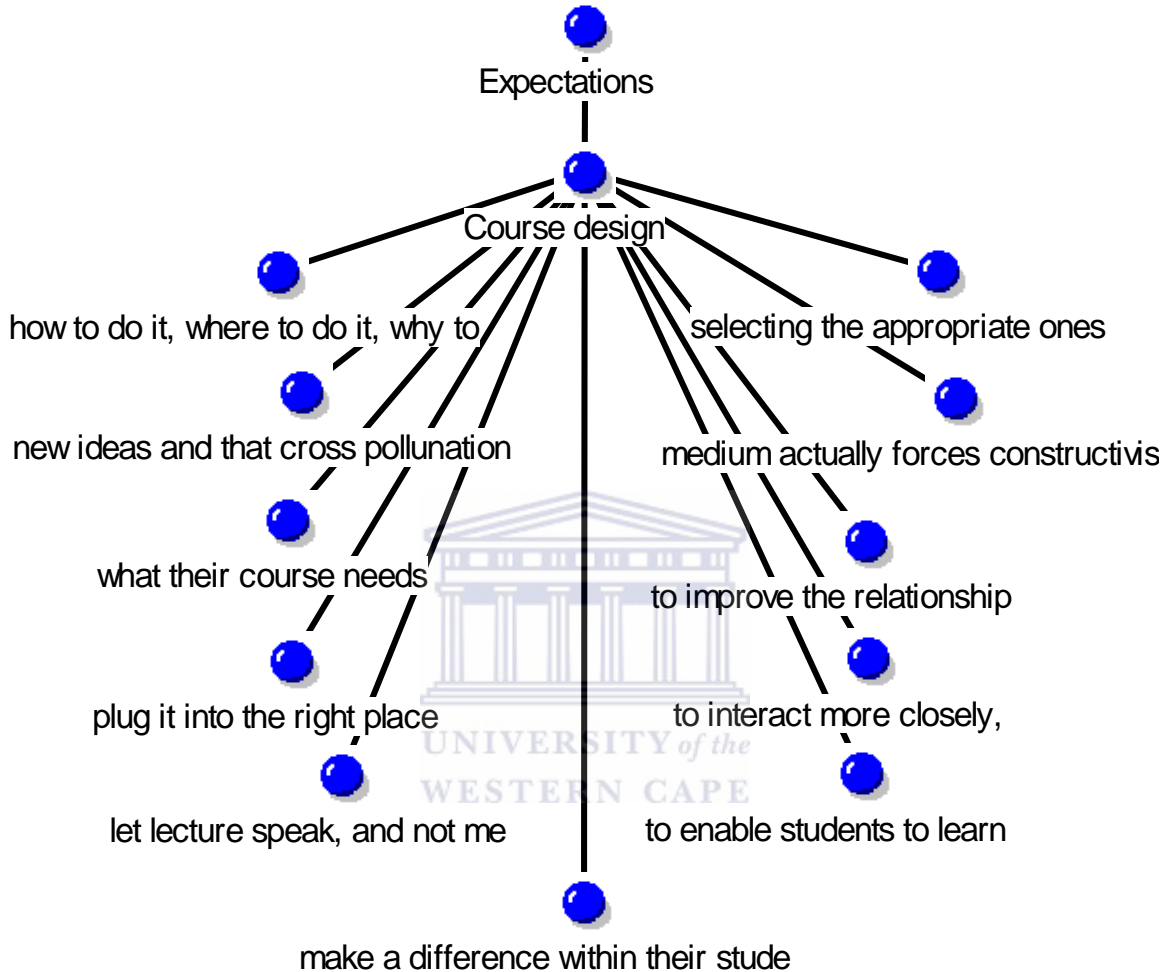 Expectations
Course design
how to do it, where to do it, why to
selecting the appropriate ones
new ideas and that cross pollunation
medium actually forces constructivis
what their course needs
to improve the relationship
plug it into the right place
to interact more closely,
UNIVERSITY of the
WESTERN CAPE
let lecture speak, and not me
to enable students to learn
make a difference within their stude